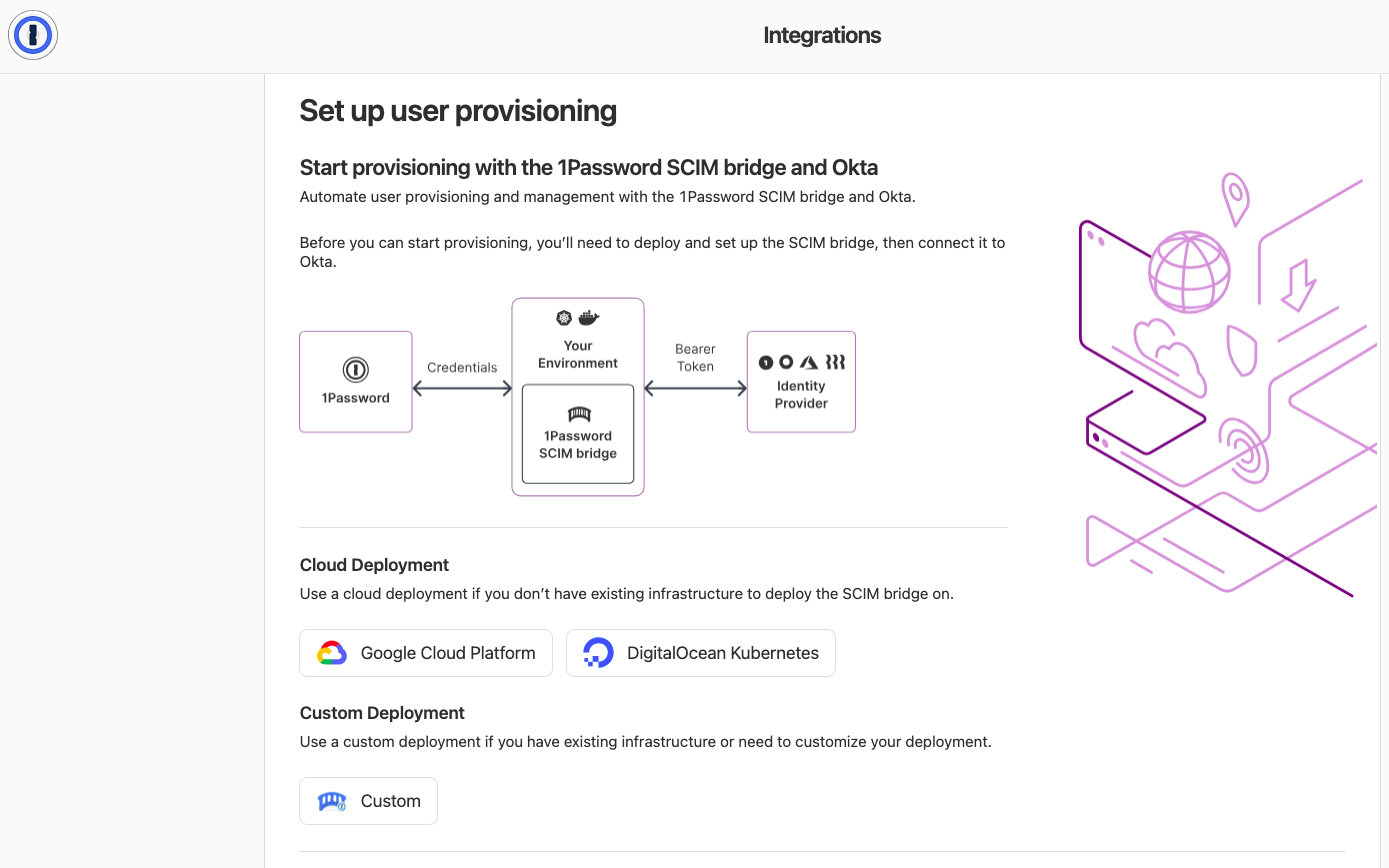 Integrations
Set up user provisioning
Start provisioning with the 1Password SCIM bridge and Okta
Automate user provisioning and management with the 1Password SCIM bridge and Okta.
Before you can start provisioning, you’ll need to deploy and set up the SCIM bridge, then connect it to
Okta.
1Password
Credentials
Your
Environment
1Password
SCIM bridge
Bearer
Token
Identity
Provider
Cloud Deployment
Use a cloud deployment if you don’t have existing infrastructure to deploy the SCIM bridge on.
Google Cloud Platform
DigitalOcean Kubernetes
Custom Deployment
Use a custom deployment if you have existing infrastructure or need to customize your deployment.
Custom